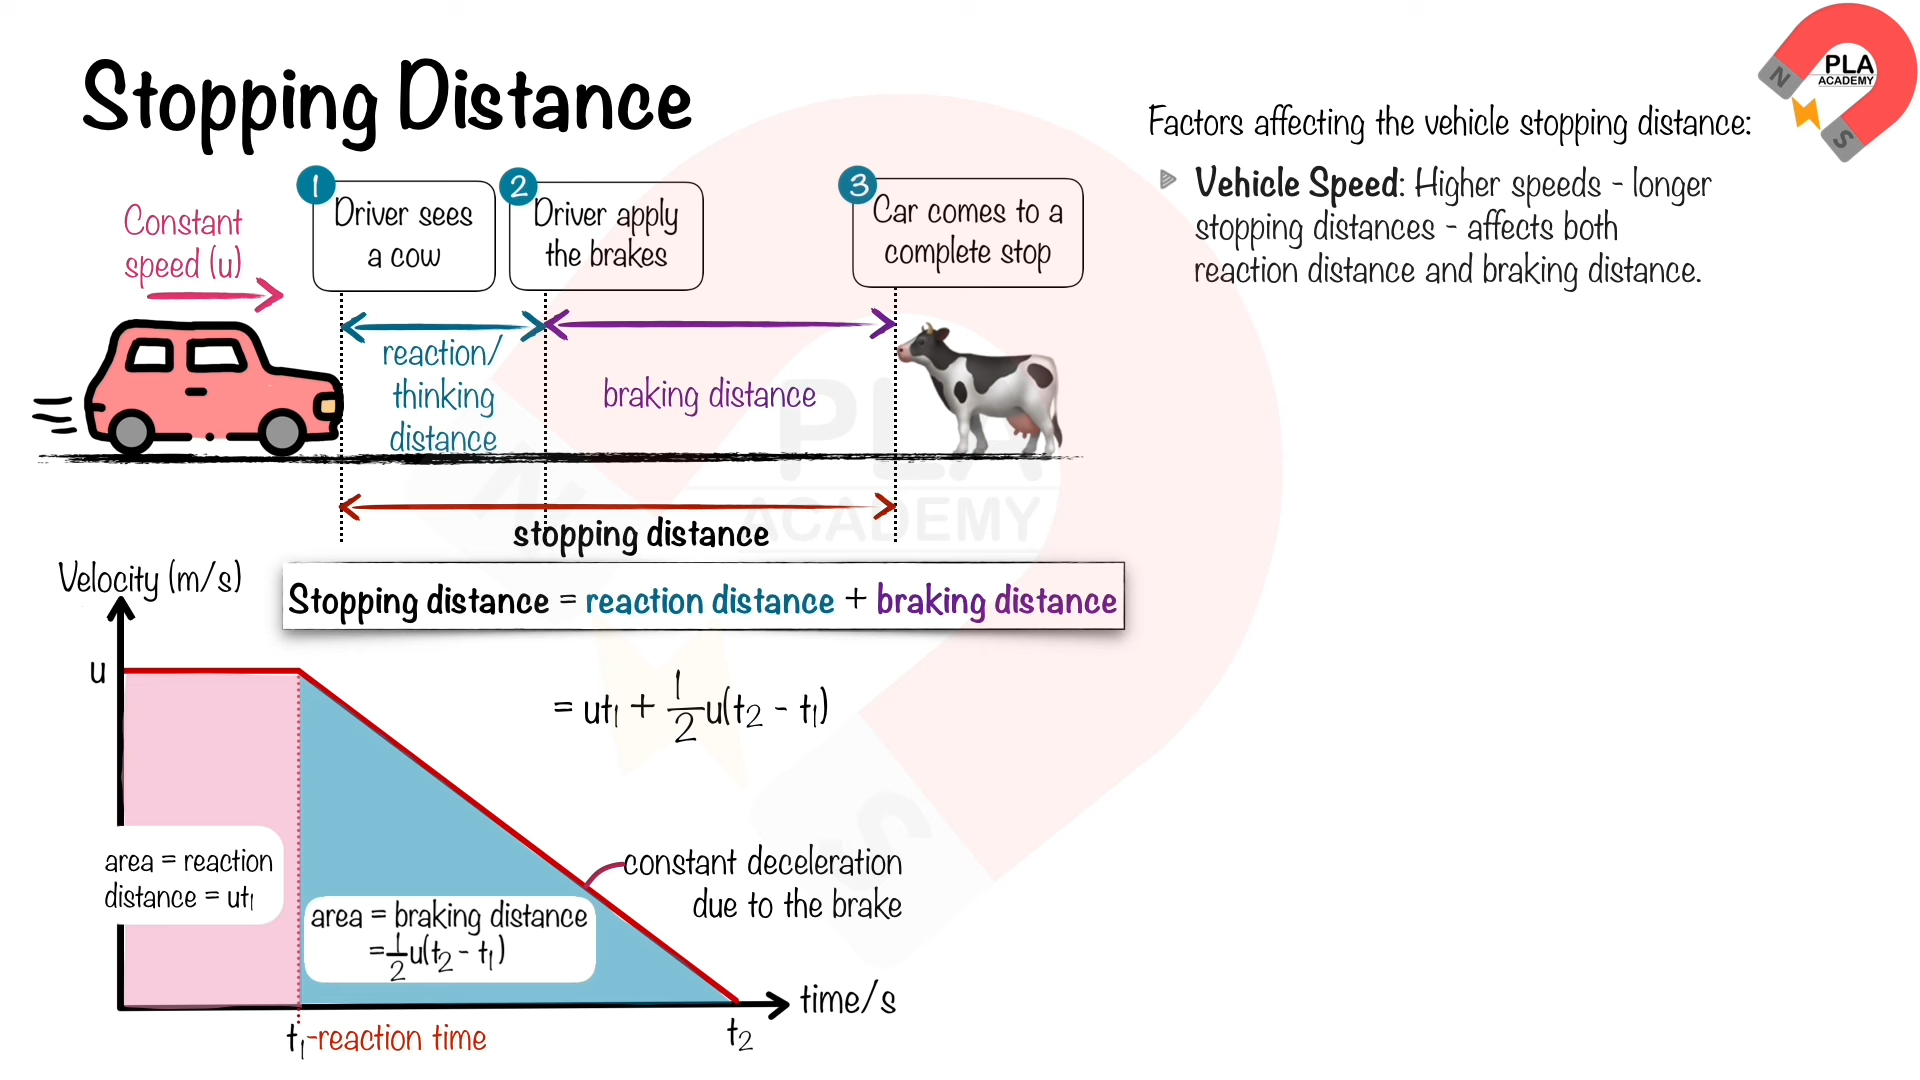 Stopping Distance
N
PLA
ACADEMY
S
Factors affecting the vehicle stopping distance:
Vehicle Speed: Higher speeds - longer
stopping distances - affects both
reaction distance and braking distance.
Constant
speed (u)
1
Driver sees
a cow
2
Driver apply
the brakes
3
Car comes to a
complete stop
reaction/
thinking
distance
braking distance
PLA
ACADEMY
stopping distance
Stopping distance = reaction distance + braking distance
= ut₁ + 1/2 u(t₂ - t₁)
Velocity (m/s)
u
area = reaction
distance = ut₁
area = braking distance
=1/2 u(t₂ - t₁)
constant deceleration
due to the brake
time/s
t₁-reaction time
t₂
N
S